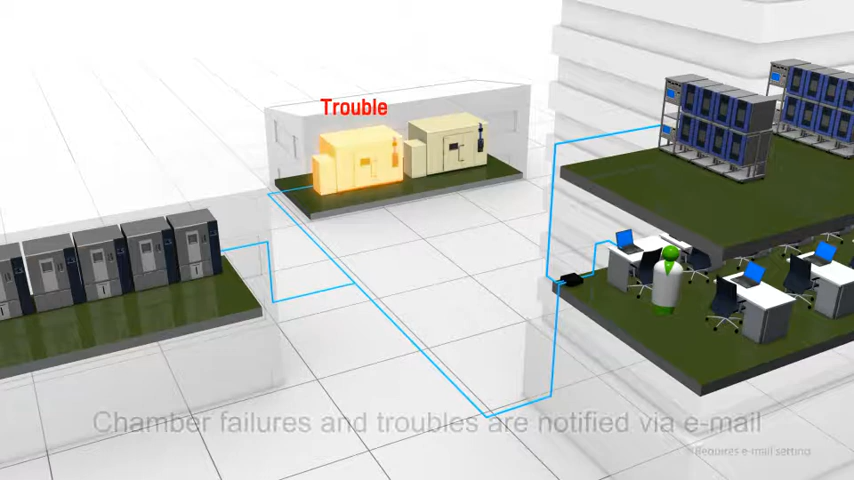 Trouble
Chamber failures and troubles are notified via e-mail
*Requires e-mail setting